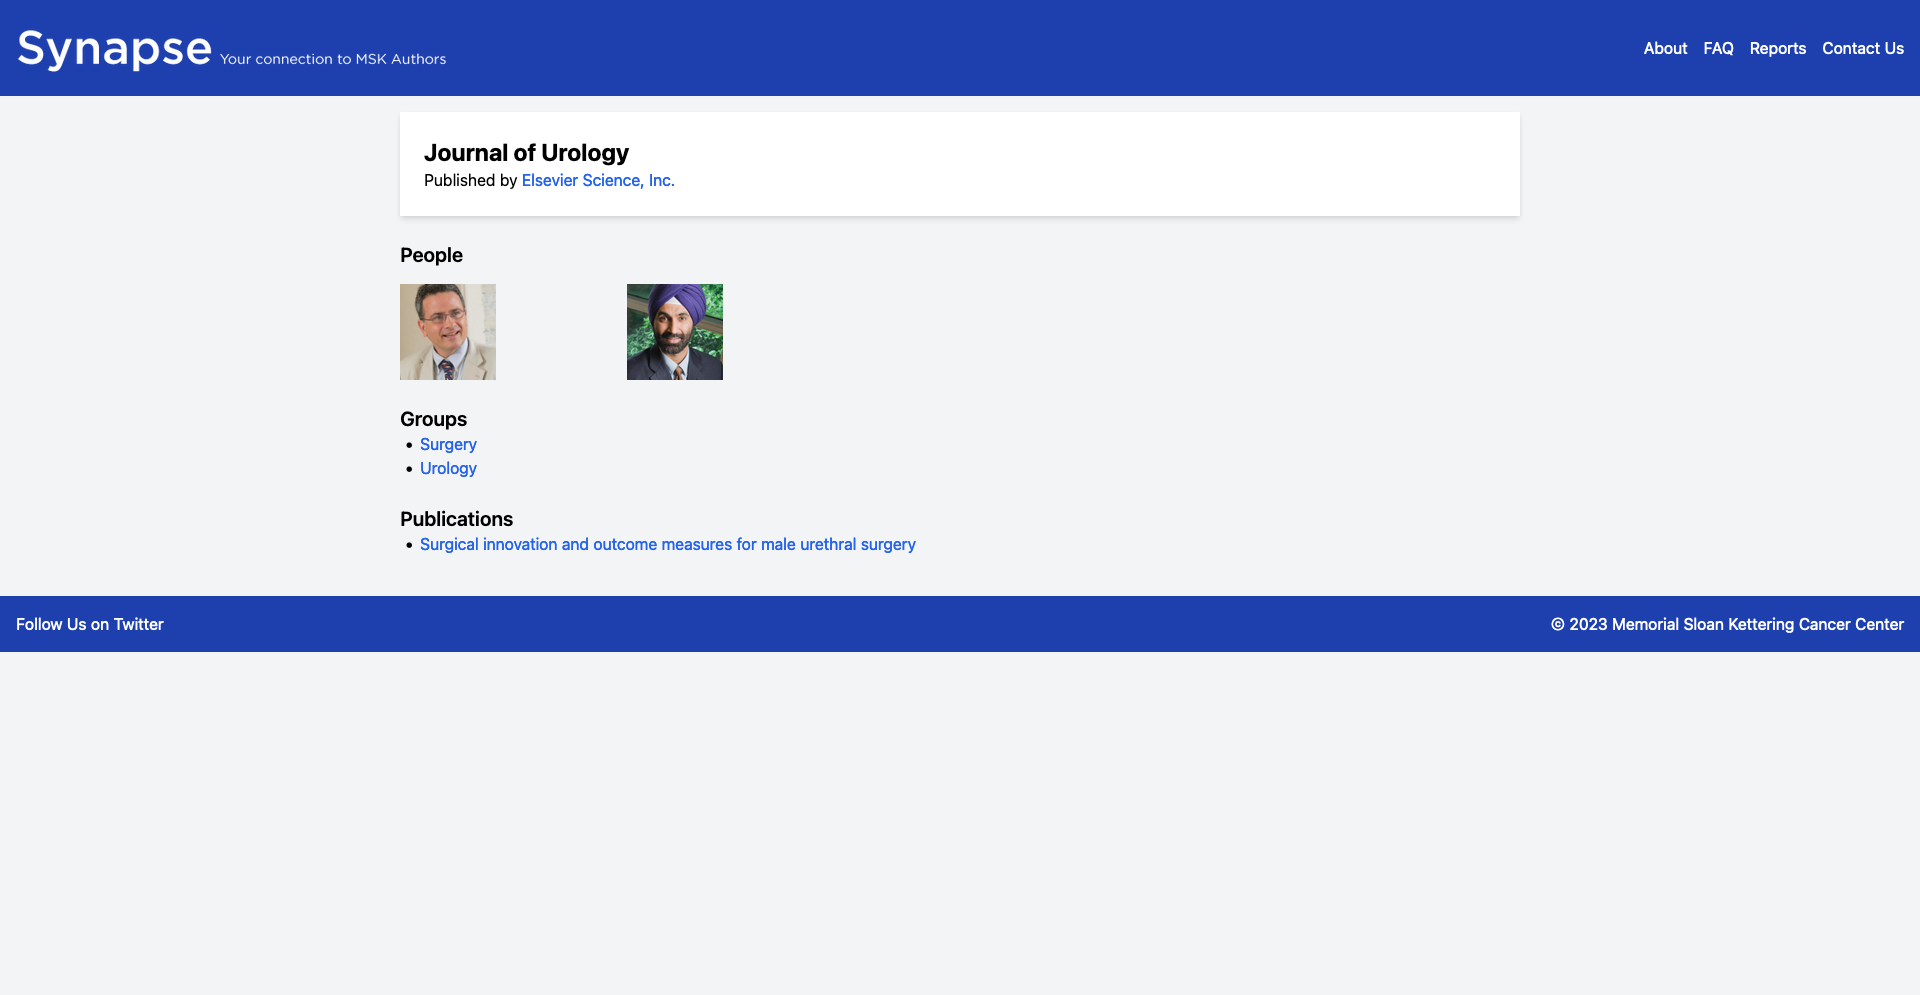 Synapse Your connection to MSK Authors
About FAQ Reports Contact Us
Journal of Urology
Published by Elsevier Science, Inc.
People
Groups
• Surgery
• Urology
Publications
• Surgical innovation and outcome measures for male urethral surgery
Follow Us on Twitter
© 2023 Memorial Sloan Kettering Cancer Center